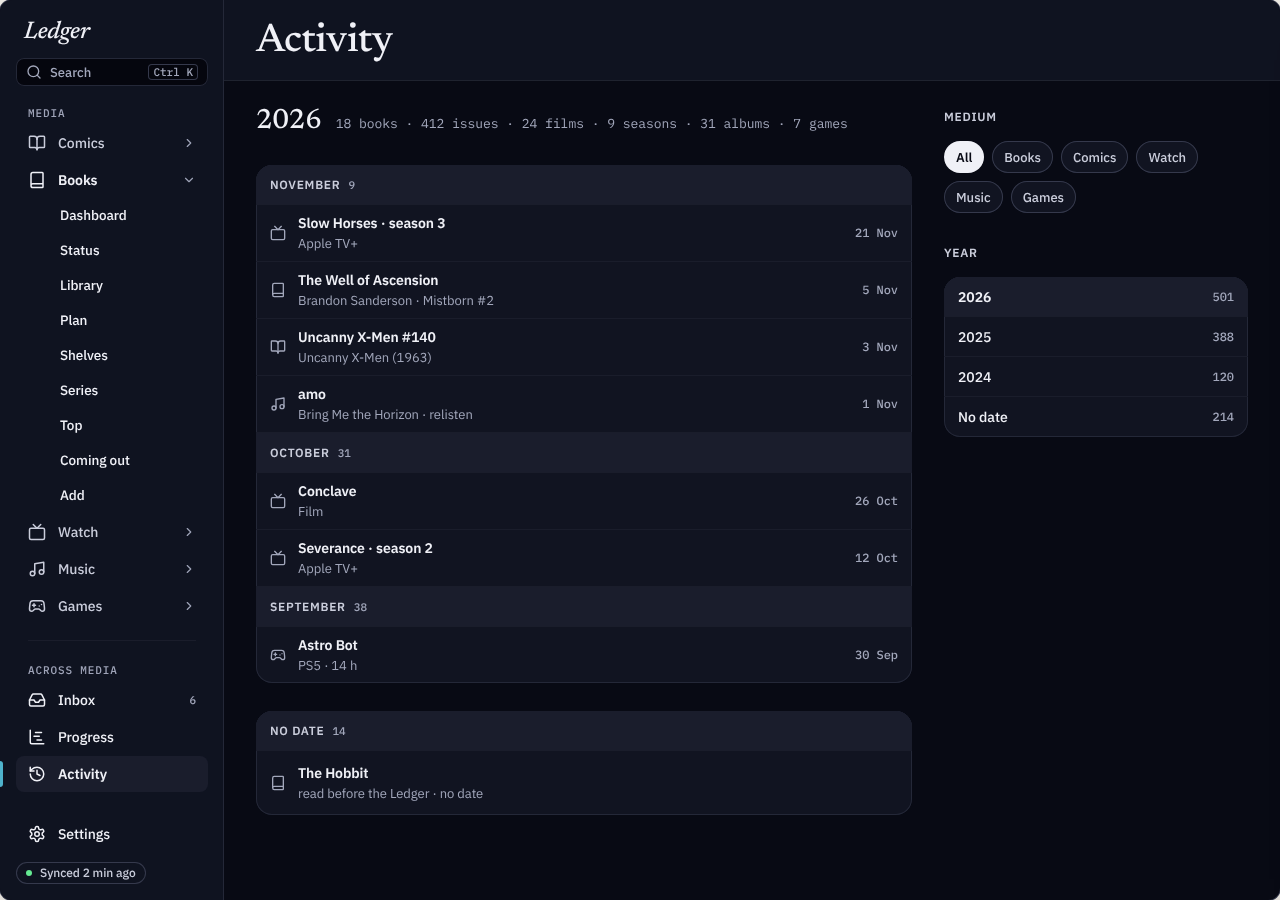 Ledger
Search Ctrl K
MEDIA
Comics
Books
Dashboard
Status
Library
Plan
Shelves
Series
Top
Coming out
Add
Watch
Music
Games
ACROSS MEDIA
Inbox 6
Progress
Activity
Settings
Synced 2 min ago
Activity
2026 18 books · 412 issues · 24 films · 9 seasons · 31 albums · 7 games
NOVEMBER 9
Slow Horses · season 3
Apple TV+
21 Nov
The Well of Ascension
Brandon Sanderson · Mistborn #2
5 Nov
Uncanny X-Men #140
Uncanny X-Men (1963)
3 Nov
amo
Bring Me the Horizon · relisten
1 Nov
OCTOBER 31
Conclave
Film
26 Oct
Severance · season 2
Apple TV+
12 Oct
SEPTEMBER 38
Astro Bot
PS5 · 14 h
30 Sep
NO DATE 14
The Hobbit
read before the Ledger · no date
MEDIUM
All Books Comics Watch
Music Games
YEAR
2026 501
2025 388
2024 120
No date 214